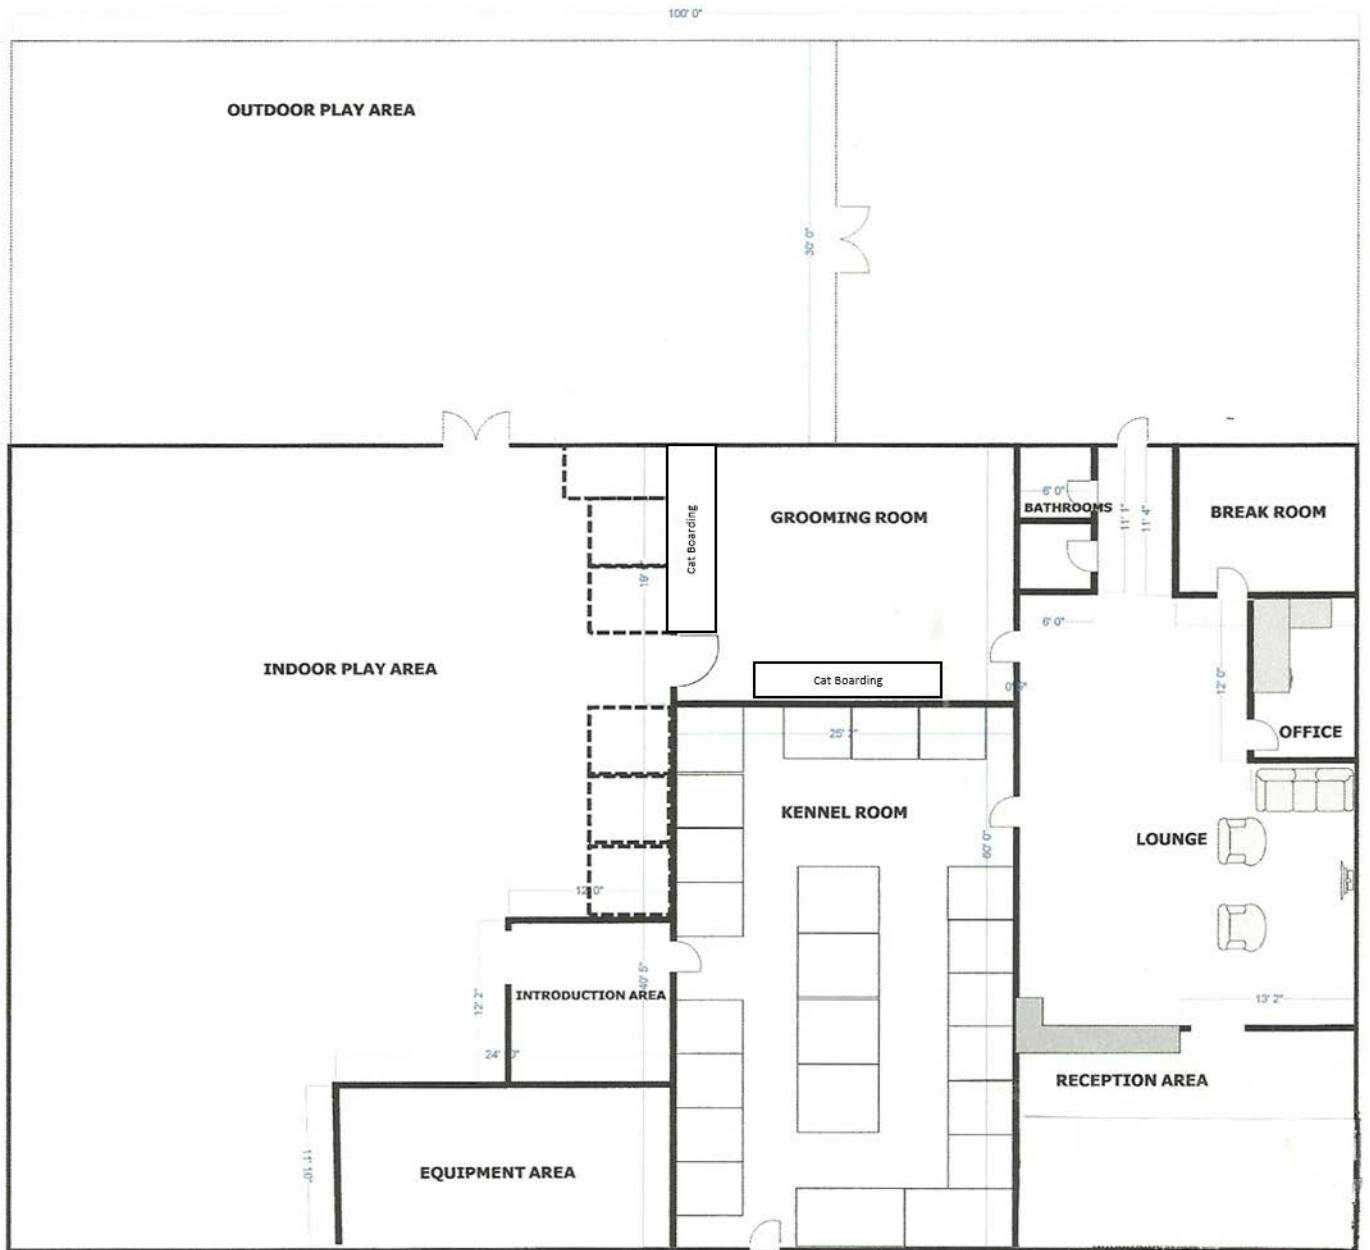 100' 0"
OUTDOOR PLAY AREA
30' 0"
Cat Boarding
GROOMING ROOM
6' 0"
BATHROOMS
11' 1"
11' 4"
BREAK ROOM
19'
6' 0"
INDOOR PLAY AREA
Cat Boarding
12' 0"
OFFICE
25' 2"
KENNEL ROOM
60' 0"
LOUNGE
12' 0"
40' 5"
12' 2"
INTRODUCTION AREA
13' 2"
24' 0"
RECEPTION AREA
11' 10"
EQUIPMENT AREA